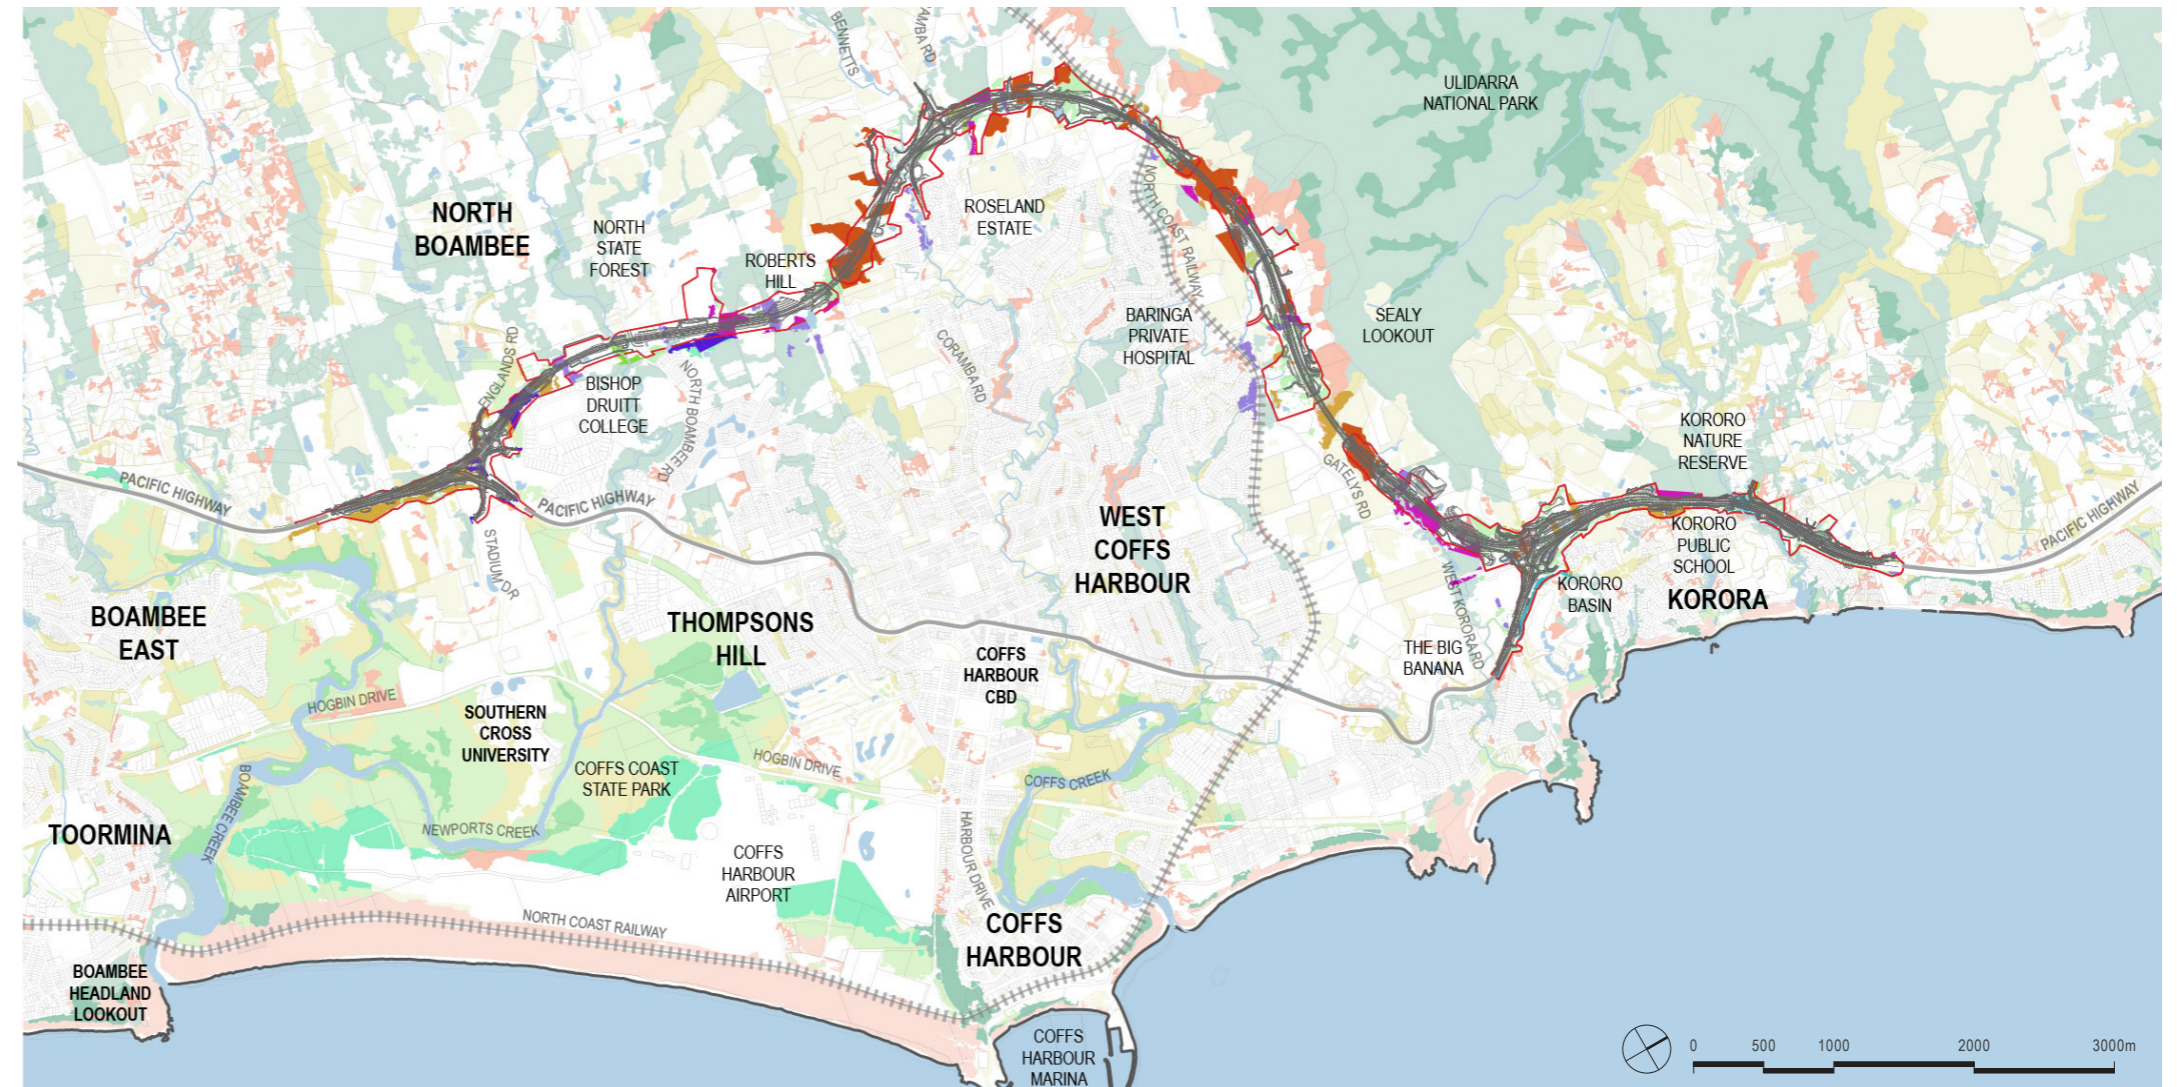 BENNETTS
ULIDARRA
NATIONAL PARK
NORTH
BOAMBEE
NORTH
STATE
FOREST
ROBERTS
HILL
ROSELAND
ESTATE
NORTH COAST RAILWAY
BARINGA
PRIVATE
HOSPITAL
SEALY
LOOKOUT
ENGLANDS RD
BISHOP
DRUITT
COLLEGE
NORTH BOAMBEE RD
CORAMBA RD
KORORO
NATURE
RESERVE
PACIFIC HIGHWAY
PACIFIC HIGHWAY
STADIUM DR
GATELYS RD
WEST
COFFS
HARBOUR
KORORO
PUBLIC
SCHOOL
PACIFIC HIGHWAY
KORORO
BASIN
KORORA
WEST KORORA RD
BOAMBEE
EAST
THOMPSONS
HILL
COFFS
HARBOUR
CBD
THE BIG
BANANA
HOGBIN DRIVE
SOUTHERN
CROSS
UNIVERSITY
COFFS COAST
STATE PARK
HOGBIN DRIVE
COFFS CREEK
BOAMBEE CREEK
NEWPORTS CREEK
TOORMINA
COFFS
HARBOUR
AIRPORT
HARBOUR DRIVE
NORTH COAST RAILWAY
COFFS
HARBOUR
BOAMBEE
HEADLAND
LOOKOUT
COFFS
HARBOUR
MARINA
0 500 1000 2000 3000m